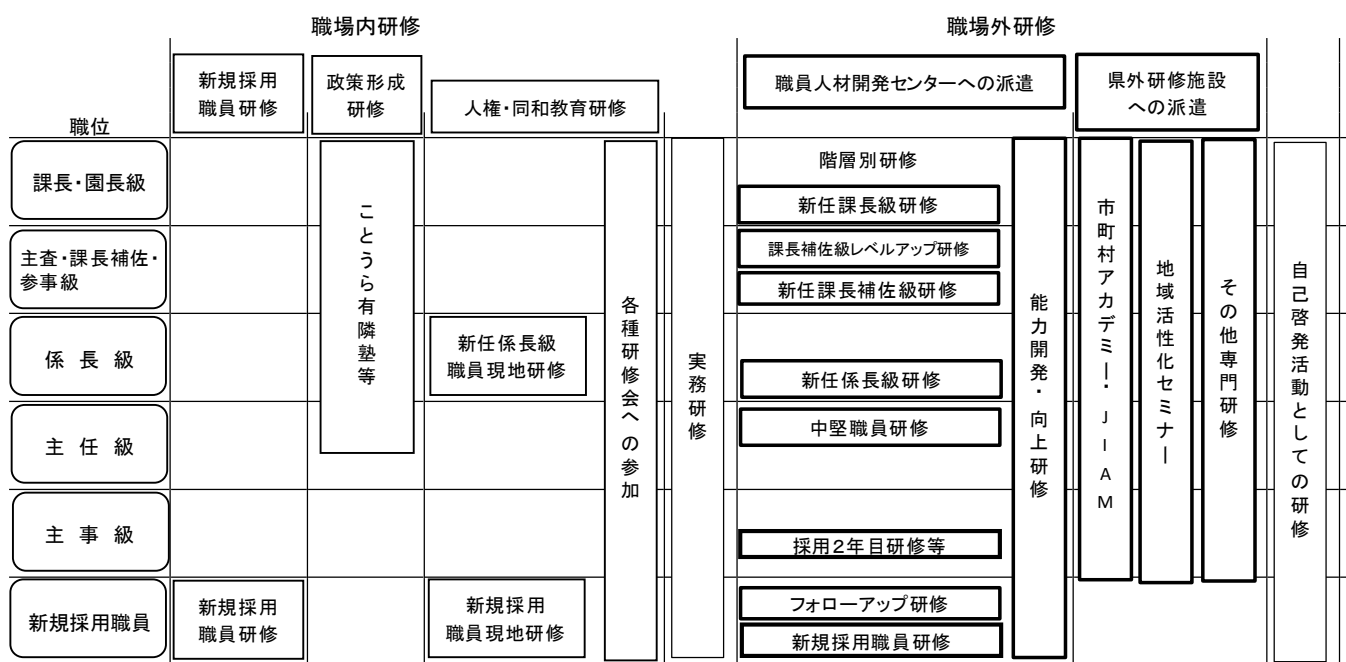 職場内研修
職場外研修
新規採用
職員研修
政策形成
研修
人権・同和教育研修
職員人材開発センターへの派遣
県外研修施設
への派遣
職位
課長・園長級
主査・課長補佐・
参事級
係長級
主任級
主事級
新規採用職員
新規採用
職員研修
ことうら有隣塾等
新任係長級
職員現地研修
新規採用
職員現地研修
各種研修会への参加
実務研修
階層別研修
新任課長級研修
課長補佐級レベルアップ研修
新任課長補佐級研修
新任係長級研修
中堅職員研修
採用2年目研修等
フォローアップ研修
新規採用職員研修
能力開発・向上研修
市町村アカデミー・JIAM
地域活性化セミナー
その他専門研修
自己啓発活動としての研修